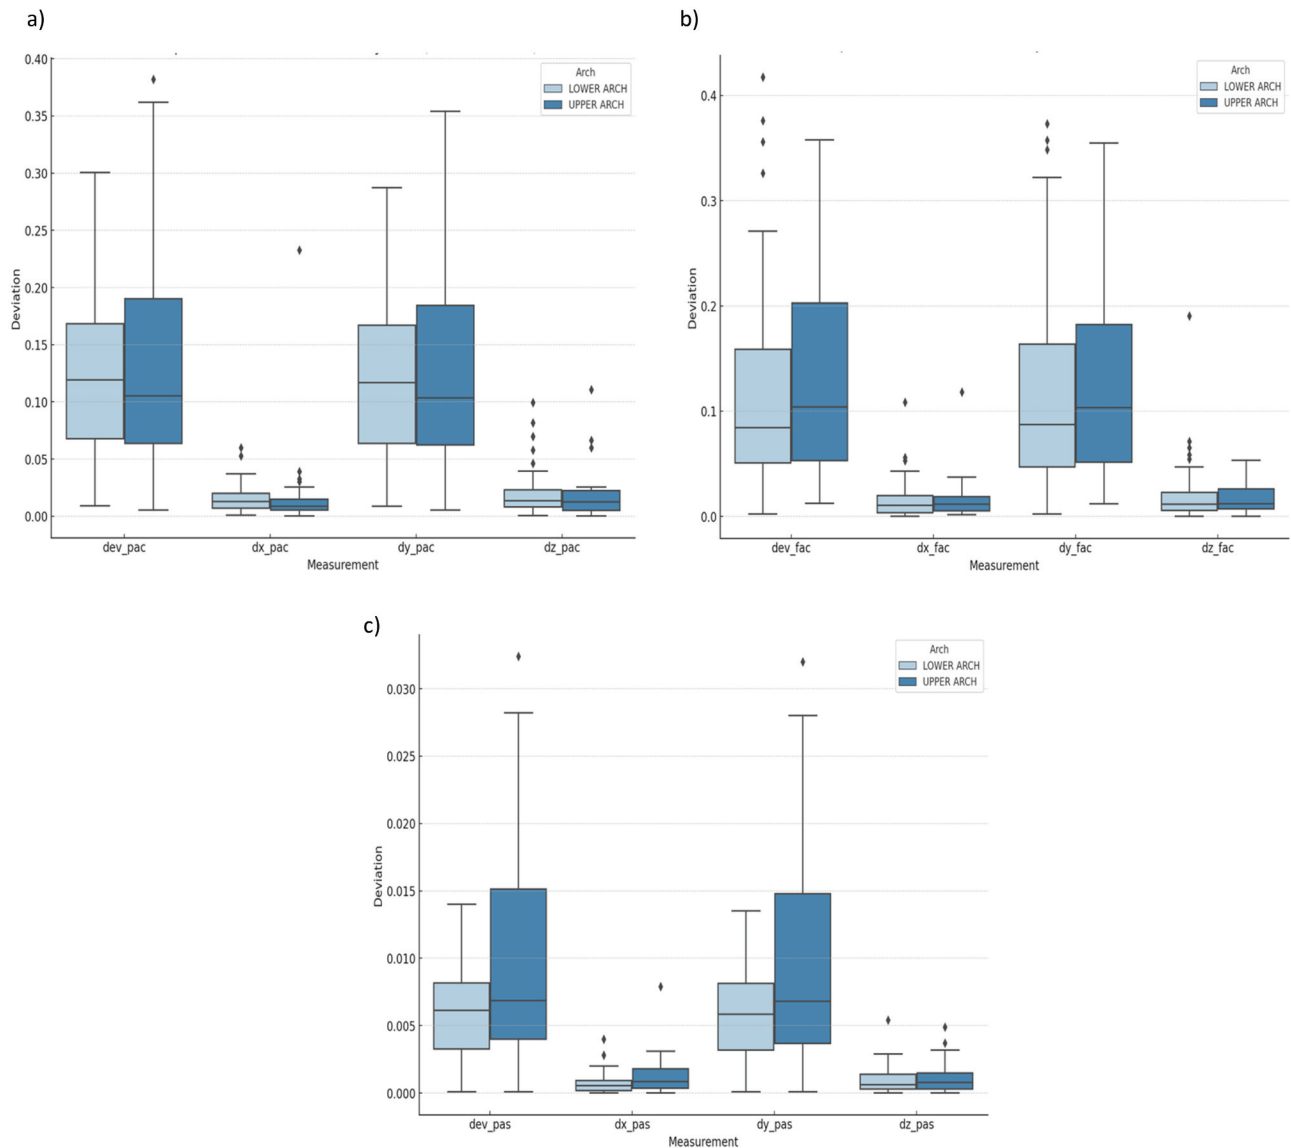 a)
0.40
0.35
0.30
0.25
0.20
0.15
0.10
0.05
0.00
Deviation
Arch
LOWER ARCH
UPPER ARCH
dev_pac dx_pac dy_pac dz_pac
Measurement
b)
0.4
0.3
0.2
0.1
0.0
Deviation
Arch
LOWER ARCH
UPPER ARCH
dev_fac dx_fac dy_fac dz_fac
Measurement
c)
0.030
0.025
0.020
0.015
0.010
0.005
0.000
Deviation
Arch
LOWER ARCH
UPPER ARCH
dev_pas dx_pas dy_pas dz_pas
Measurement